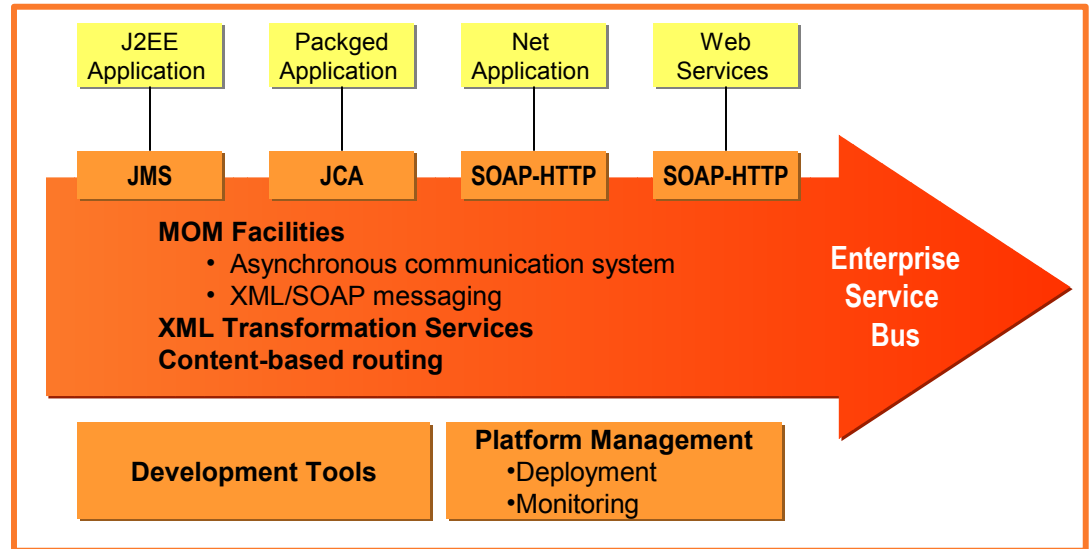 J2EE
Application
Packged
Application
Net
Application
Web
Services
JMS
JCA
SOAP-HTTP
SOAP-HTTP
MOM Facilities
• Asynchronous communication system
• XML/SOAP messaging
XML Transformation Services
Content-based routing
Enterprise
Service
Bus
Development Tools
Platform Management
•Deployment
•Monitoring